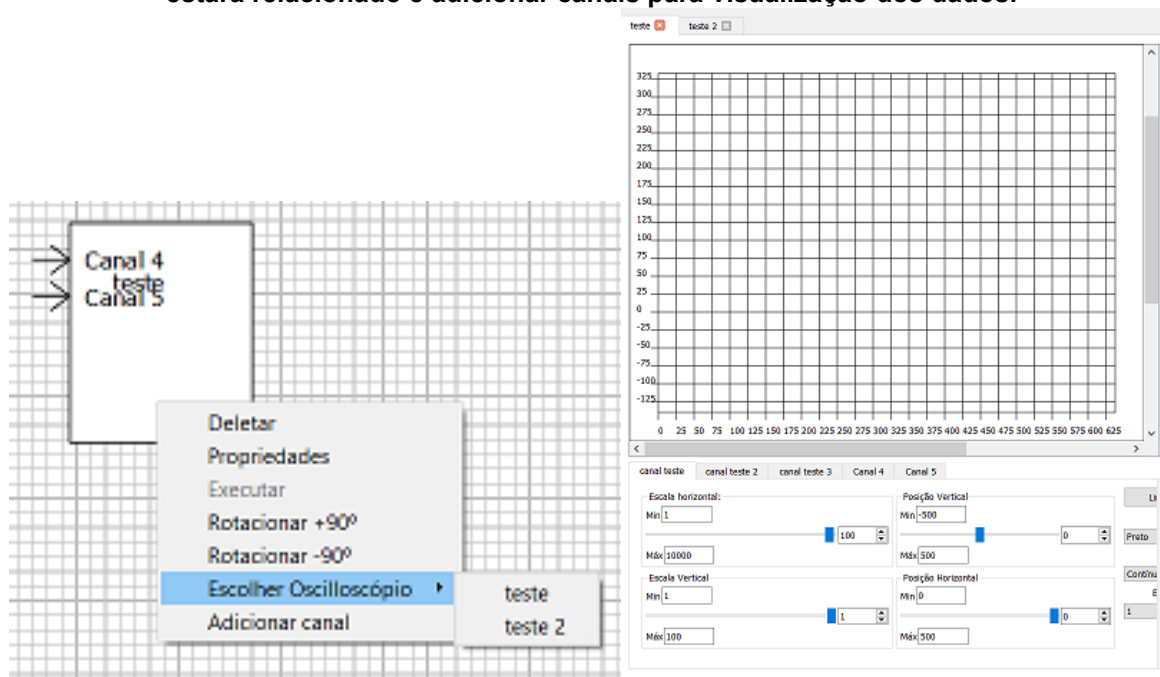 estará relacionado e adicionar canais para visualização dos dados.
Canal 4
teste
Canal 5
Deletar
Propriedades
Executar
Rotacionar +90º
Rotacionar -90º
Escolher Oscilloscópio
Adicionar canal
teste
teste 2
teste
teste 2
325
300
250
225
200
175
150
125
100
75
50
25
0
-25
-50
-75
-100
-125
0 25 50 75 100 125 150 175 200 225 250 275 300 325 350 375 400 425 450 475 500 525 550 575 600 625
canal teste
canal teste 2
canal teste 3
Canal 4
Canal 5
Escala horizontal:
Min 1
100
Máx 10000
Posição Vertical
Min -500
0
Máx 500
Escala Vertical
Min 1
1
Máx 100
Posição Horizontal
Min 0
0
Máx 500
Preto
Contínu
1